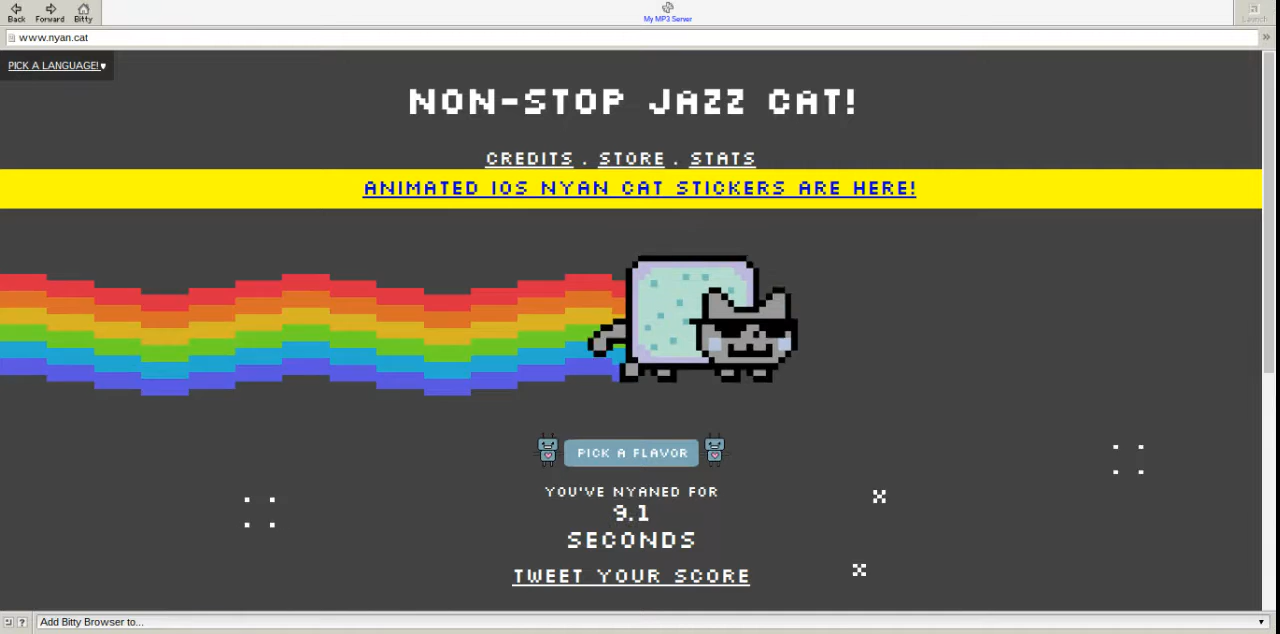 Back Forward Bitty
My MP3 Server
Launch
www.nyan.cat
»
PICK A LANGUAGE!▾
NON-STOP JAZZ CAT!
CREDITS . STORE . STATS
ANIMATED IOS NYAN CAT STICKERS ARE HERE!
PICK A FLAVOR
YOU'VE NYANED FOR
9.1
SECONDS
TWEET YOUR SCORE
? Add Bitty Browser to...